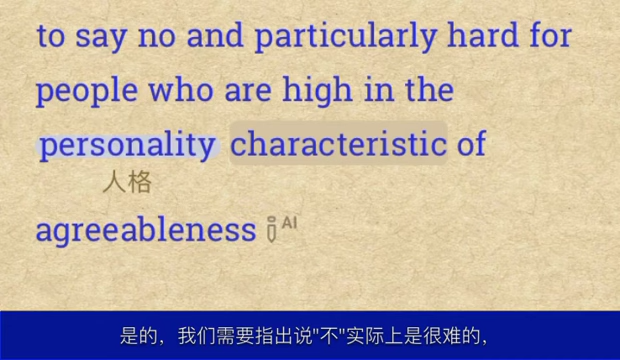 to say no and particularly hard for
people who are high in the
personality characteristic of
人格
agreeableness AI
是的，我们需要指出说"不"实际上是很难的，